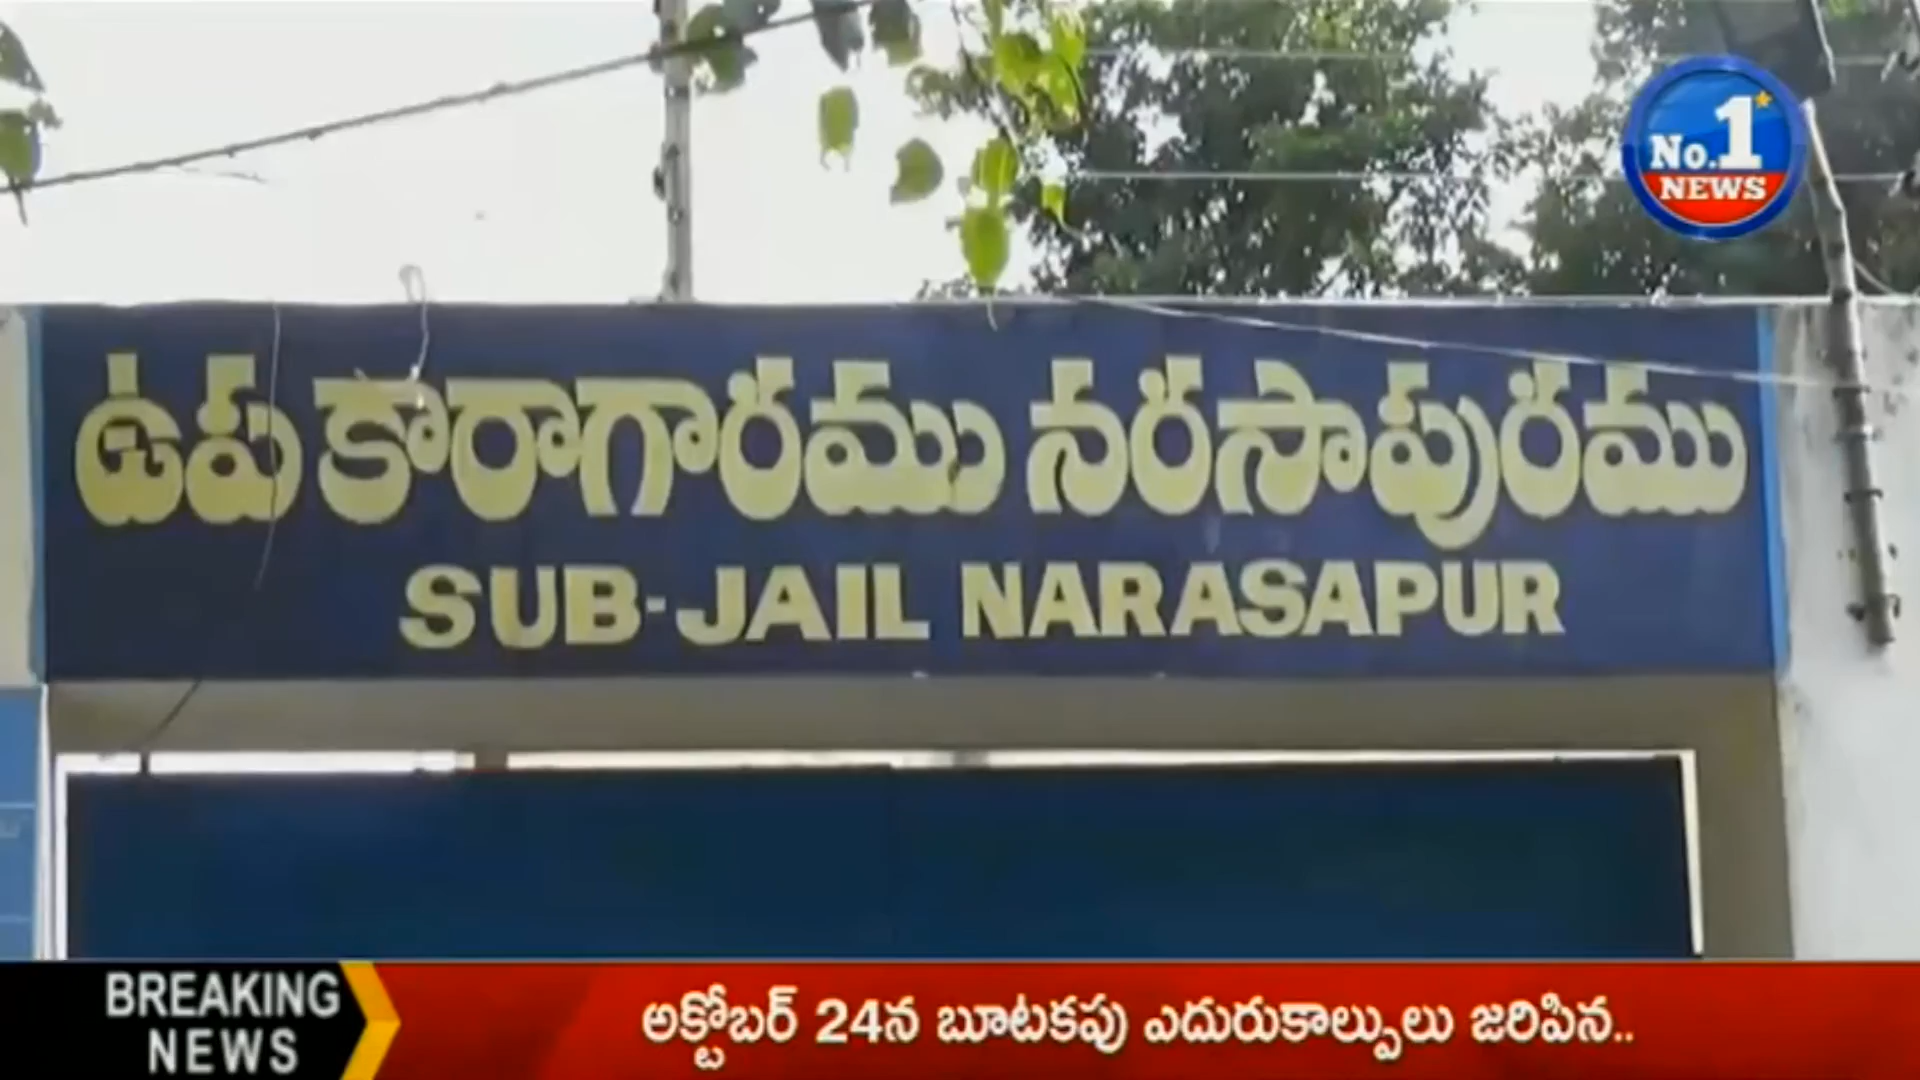 No.1
NEWS
ఉప కారాగారము నరసాపురము
SUB-JAIL NARASAPUR
BREAKING
NEWS
అక్టోబర్ 24న బూటకపు ఎదురుకాల్పులు జరిపిన..